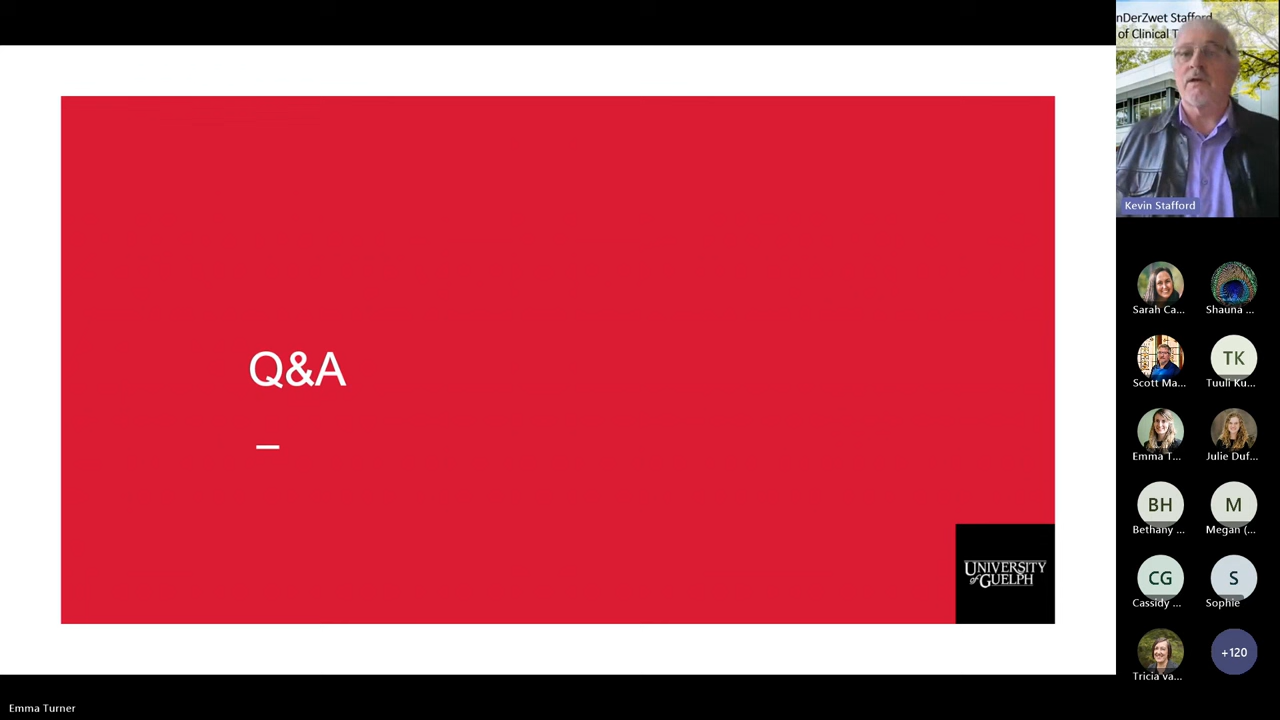 nDerZwet Stafford
of Clinical T
Kevin Stafford
Q&A
UNIVERSITY
of GUELPH
Sarah Ca...
Shauna ...
Scott Ma...
TK
Tuuli Ku...
Emma T...
Julie Duf...
BH
Bethany ...
M
Megan (...
CG
Cassidy ...
S
Sophie
Tricia va...
+120
Emma Turner